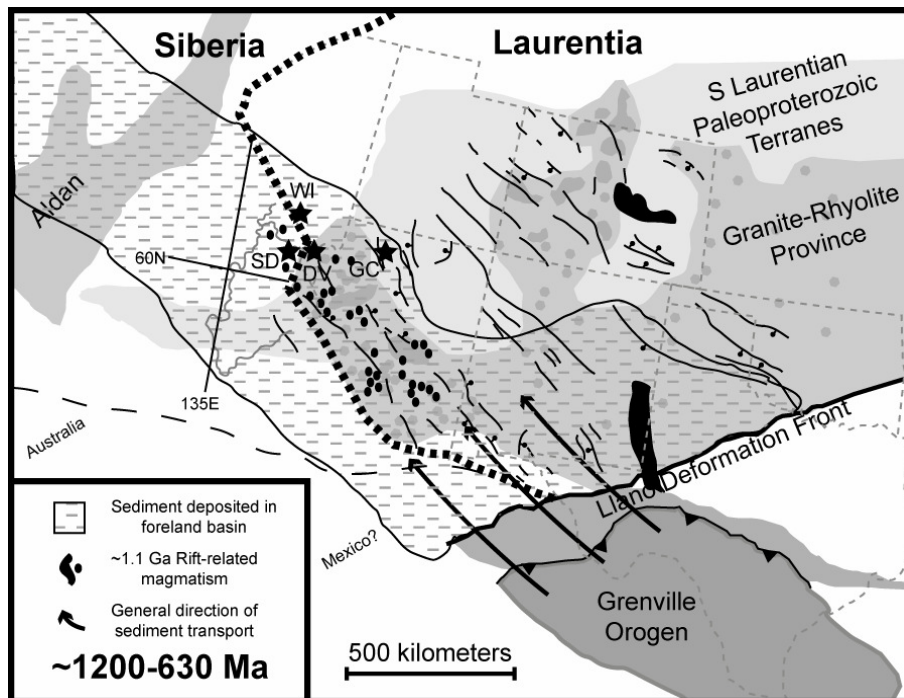 Siberia
Laurentia
S Laurentian
Paleoproterozoic
Terranes
Aldan
WI
Granite-Rhyolite
Province
60N
SD
DV
GC
135E
Australia
Llano Deformation Front
Mexico?
Sediment deposited in
foreland basin
~1.1 Ga Rift-related
magmatism
General direction of
sediment transport
~1200-630 Ma
500 kilometers
Grenville
Orogen